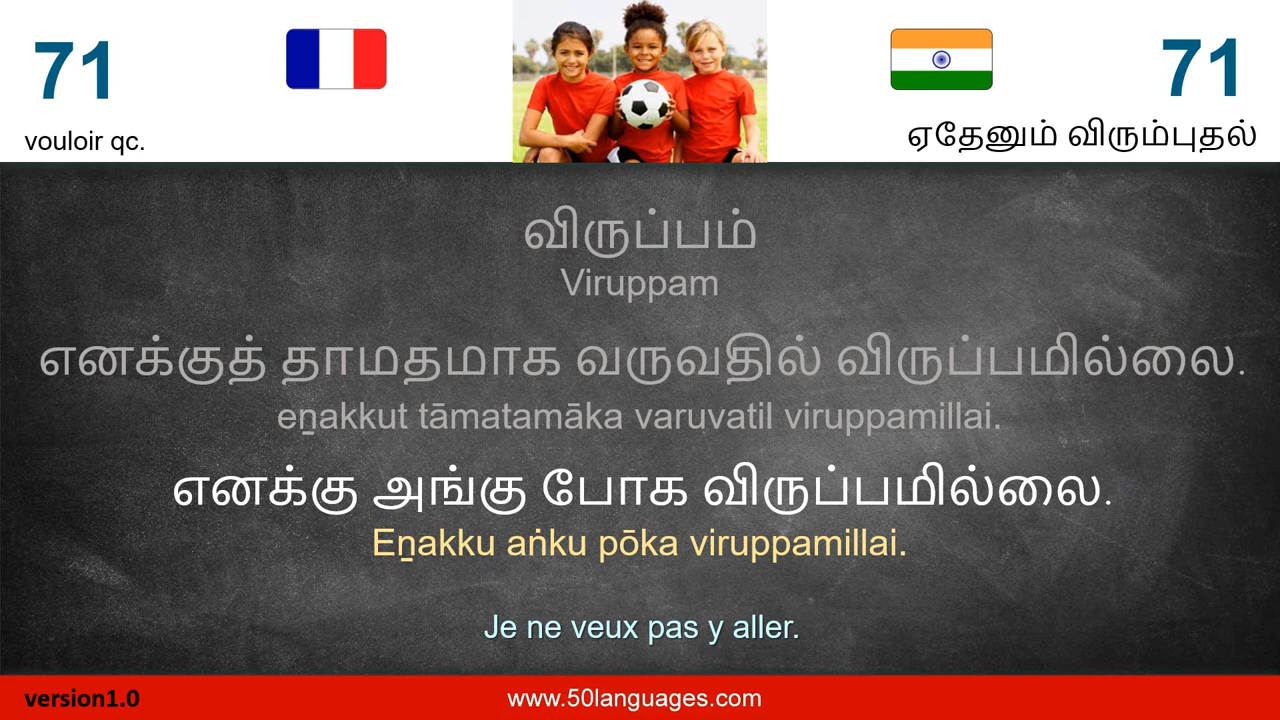 71
71
vouloir qc.
ஏதேனும் விரும்புதல்
விருப்பம்
Viruppam
எனக்குத் தாமதமாக வருவதில் விருப்பமில்லை.
eṉakkut tāmatamāka varuvatil viruppamillai.
எனக்கு அங்கு போக விருப்பமில்லை.
Eṉakku aṅku pōka viruppamillai.
Je ne veux pas y aller.
version1.0
www.50languages.com